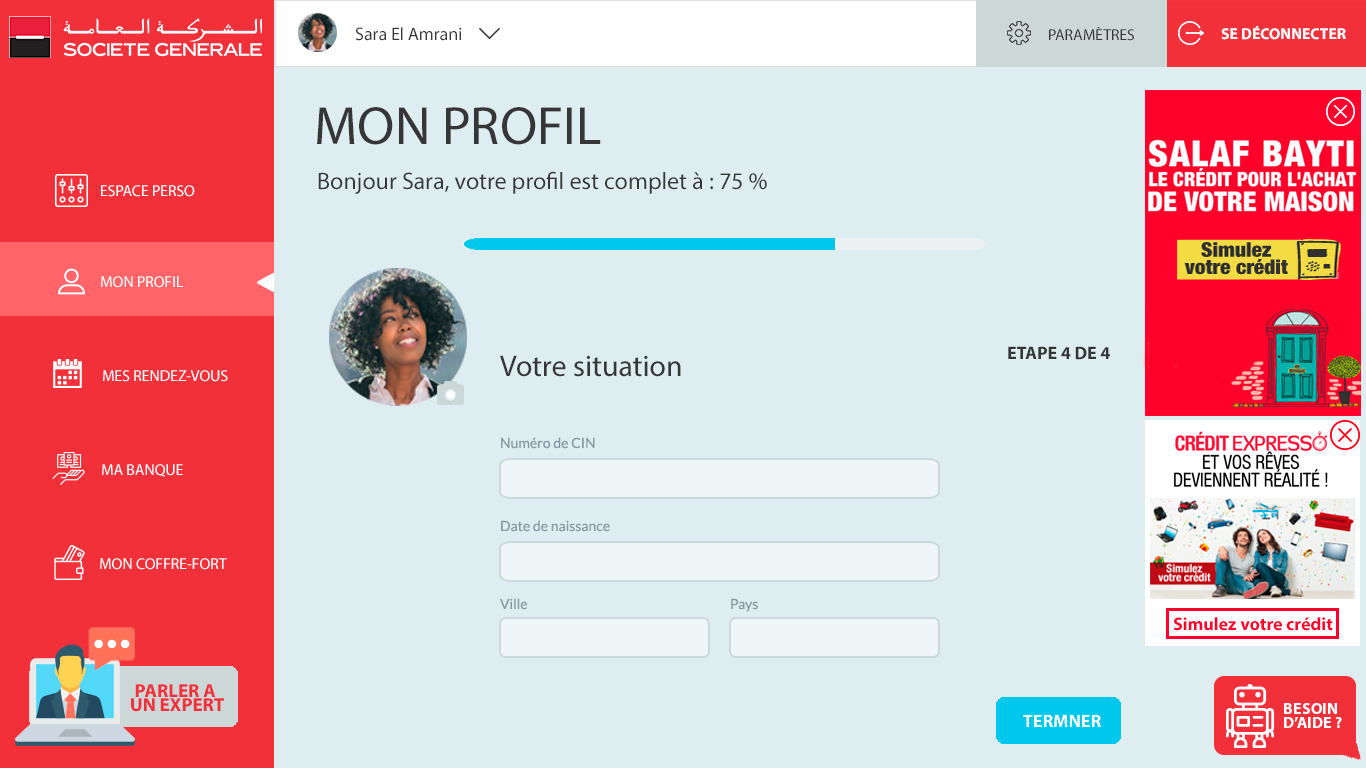 الشركة العامة
SOCIETE GENERALE
Sara El Amrani
PARAMÈTRES
SE DÉCONNECTER
ESPACE PERSO
MON PROFIL
MES RENDEZ-VOUS
MA BANQUE
MON COFFRE-FORT
PARLER A
UN EXPERT
MON PROFIL
Bonjour Sara, votre profil est complet à : 75 %
Votre situation
ETAPE 4 DE 4
Numéro de CIN
Date de naissance
Ville
Pays
TERMNER
SALAF BAYTI
LE CRÉDIT POUR L'ACHAT
DE VOTRE MAISON
Simulez
votre crédit
CRÉDIT EXPRESSO
ET VOS RÊVES
DEVIENNENT RÉALITÉ !
Simulez
votre crédit
Simulez votre crédit
BESOIN
D'AIDE ?